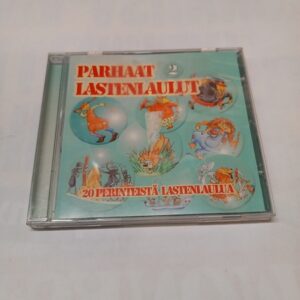 PARHAAT 2
LASTENLAULUT
20 PERINTEISTÄ LASTENLAULUA